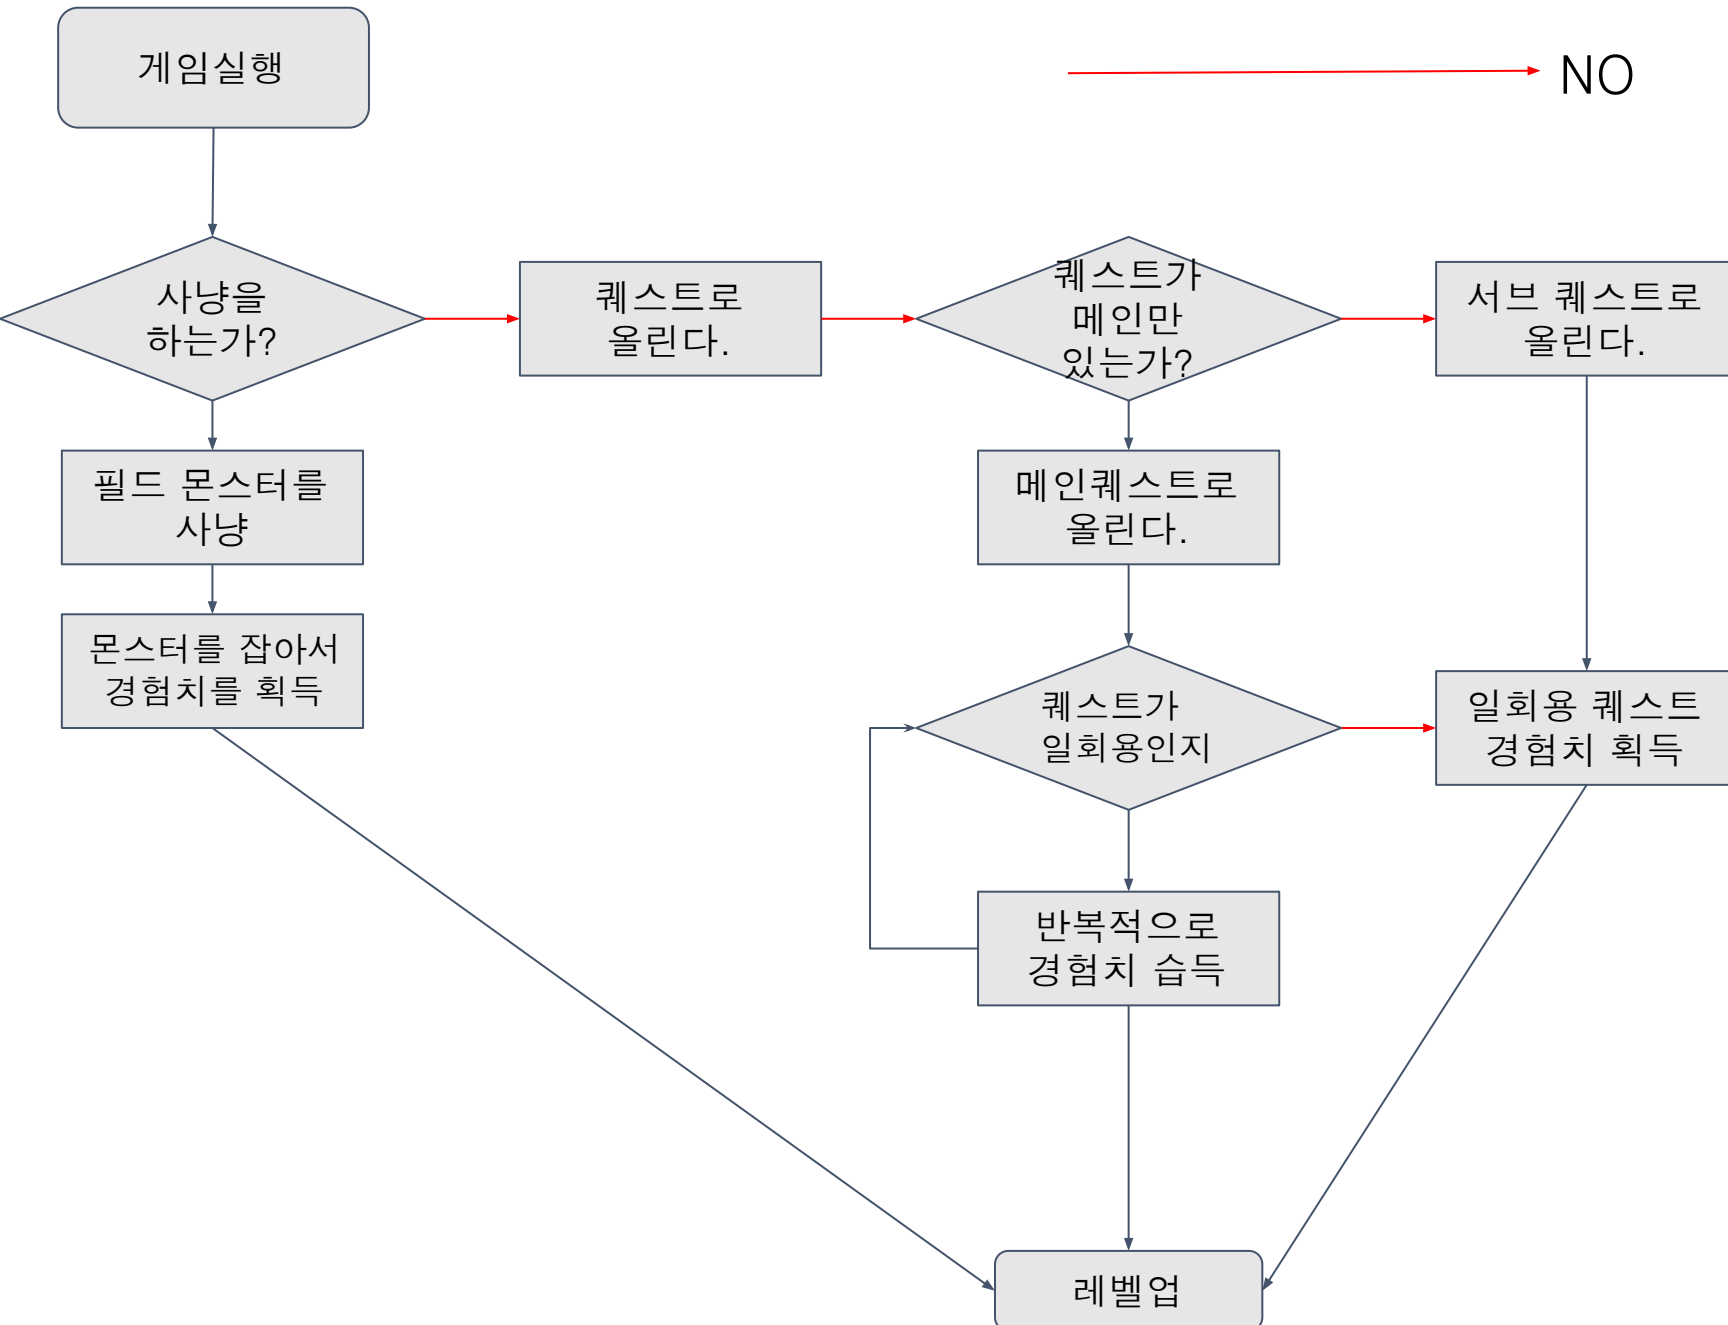 게임실행
NO
사냥을
하는가?
퀘스트로
올린다.
퀘스트가
메인만
있는가?
서브 퀘스트로
올린다.
필드 몬스터를
사냥
메인퀘스트로
올린다.
몬스터를 잡아서
경험치를 획득
퀘스트가
일회용인지
일회용 퀘스트
경험치 획득
반복적으로
경험치 습득
레벨업